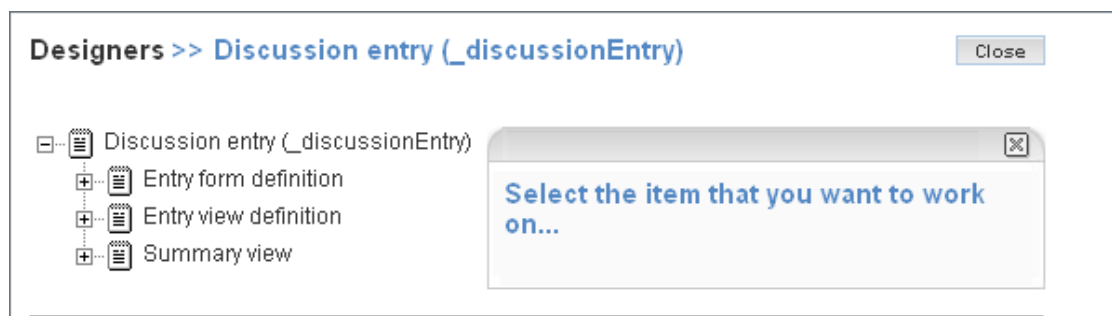 Designers >> Discussion entry (_discussionEntry)
Close
Discussion entry (_discussionEntry)
Entry form definition
Entry view definition
Summary view
Select the item that you want to work
on...